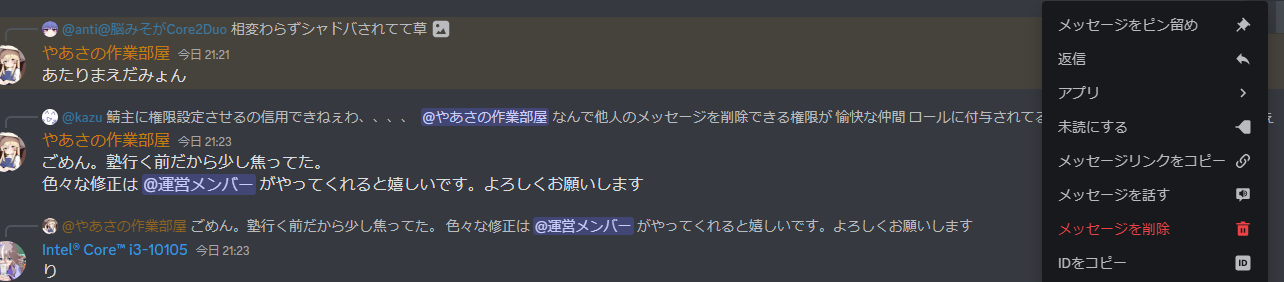 @anti@脳みそがCore2Duo 相変わらずシャドバされてて草
やあさの作業部屋 今日 21:21
あたりまえだみょん
@kazu 鯖主に権限設定させるの信用できねぇわ、、、、 @やあさの作業部屋 なんで他人のメッセージを削除できる権限が 愉快な仲間 ロールに付与されてる
やあさの作業部屋 今日 21:23
ごめん。塾行く前だから少し焦ってた。
色々な修正は @運営メンバー がやってくれると嬉しいです。よろしくお願いします
@やあさの作業部屋 ごめん。塾行く前だから少し焦ってた。 色々な修正は @運営メンバー がやってくれると嬉しいです。よろしくお願いします
Intel® Core™ i3-10105 今日 21:23
り
メッセージをピン留め
返信
アプリ
未読にする
メッセージリンクをコピー
メッセージを話す
メッセージを削除
IDをコピー ID